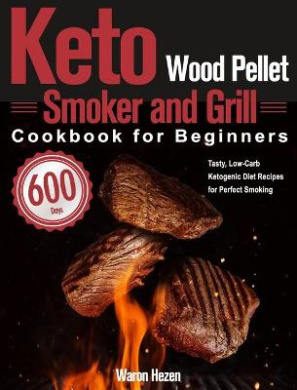 Keto Wood Pellet
Smoker and Grill
Cookbook for Beginners
Tasty, Low-Carb
Ketogenic Diet Recipes
for Perfect Smoking
600
Days
Waron Hezen